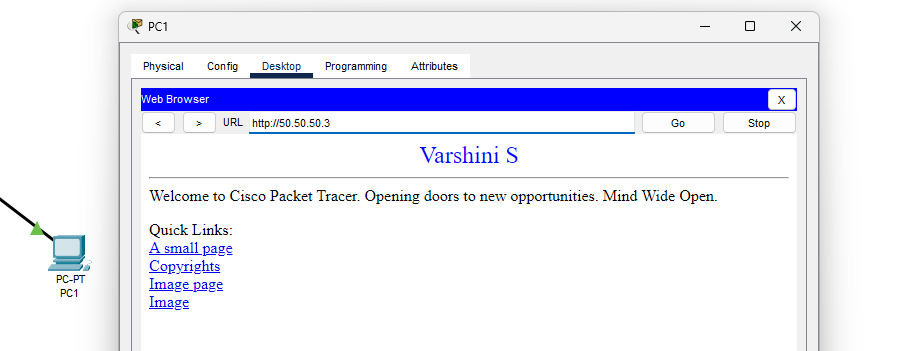 PC1
Physical Config Desktop Programming Attributes
Web Browser X
< > URL http://50.50.50.3 Go Stop
Varshini S
Welcome to Cisco Packet Tracer. Opening doors to new opportunities. Mind Wide Open.
Quick Links:
A small page
Copyrights
Image page
Image
PC-PT
PC1